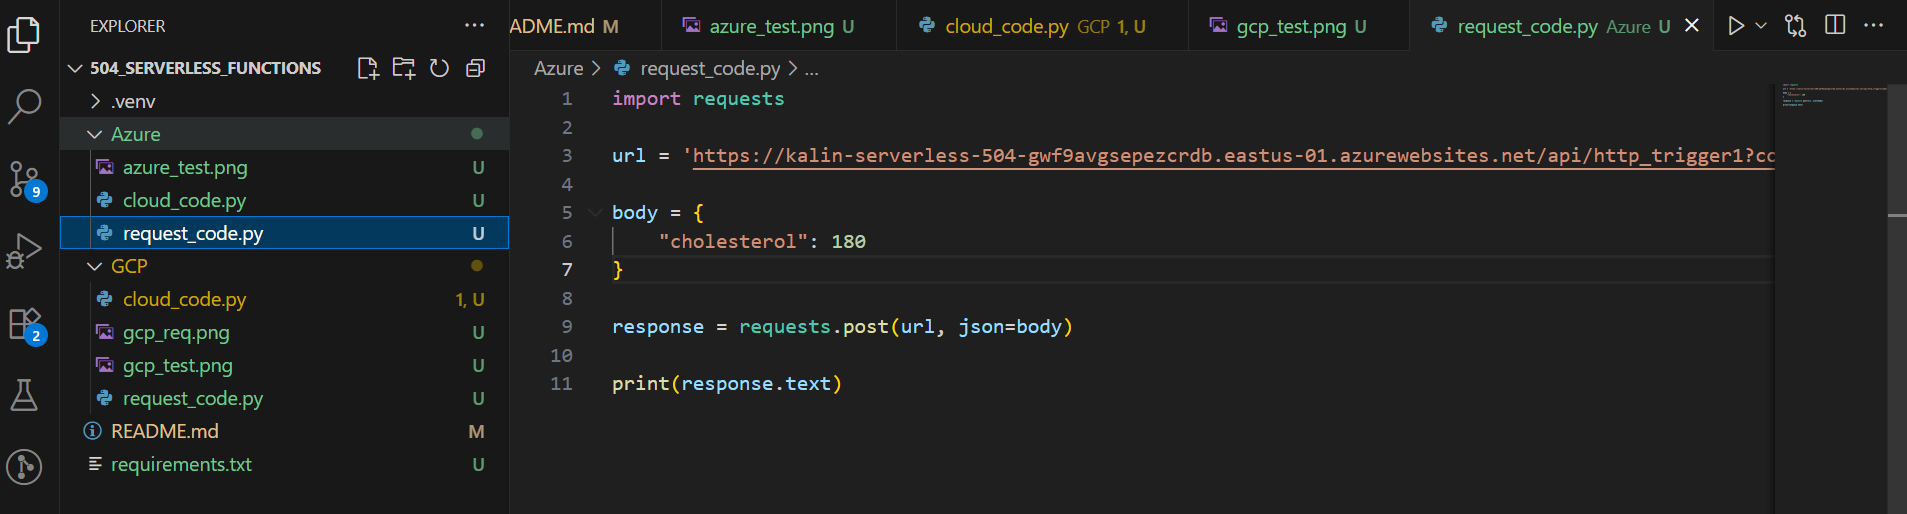 EXPLORER
504_SERVERLESS_FUNCTIONS
.venv
Azure
azure_test.png U
cloud_code.py U
request_code.py U
GCP
cloud_code.py 1, U
gcp_req.png U
gcp_test.png U
request_code.py U
README.md M
requirements.txt U
9
2
ADME.md M azure_test.png U cloud_code.py GCP 1, U gcp_test.png U request_code.py Azure U
Azure > request_code.py > ...
1 import requests
2
3 url = 'https://kalin-serverless-504-gwf9avgsepezcrdb.eastus-01.azurewebsites.net/api/http_trigger1?co
4
5 body = {
6 "cholesterol": 180
7 }
8
9 response = requests.post(url, json=body)
10
11 print(response.text)